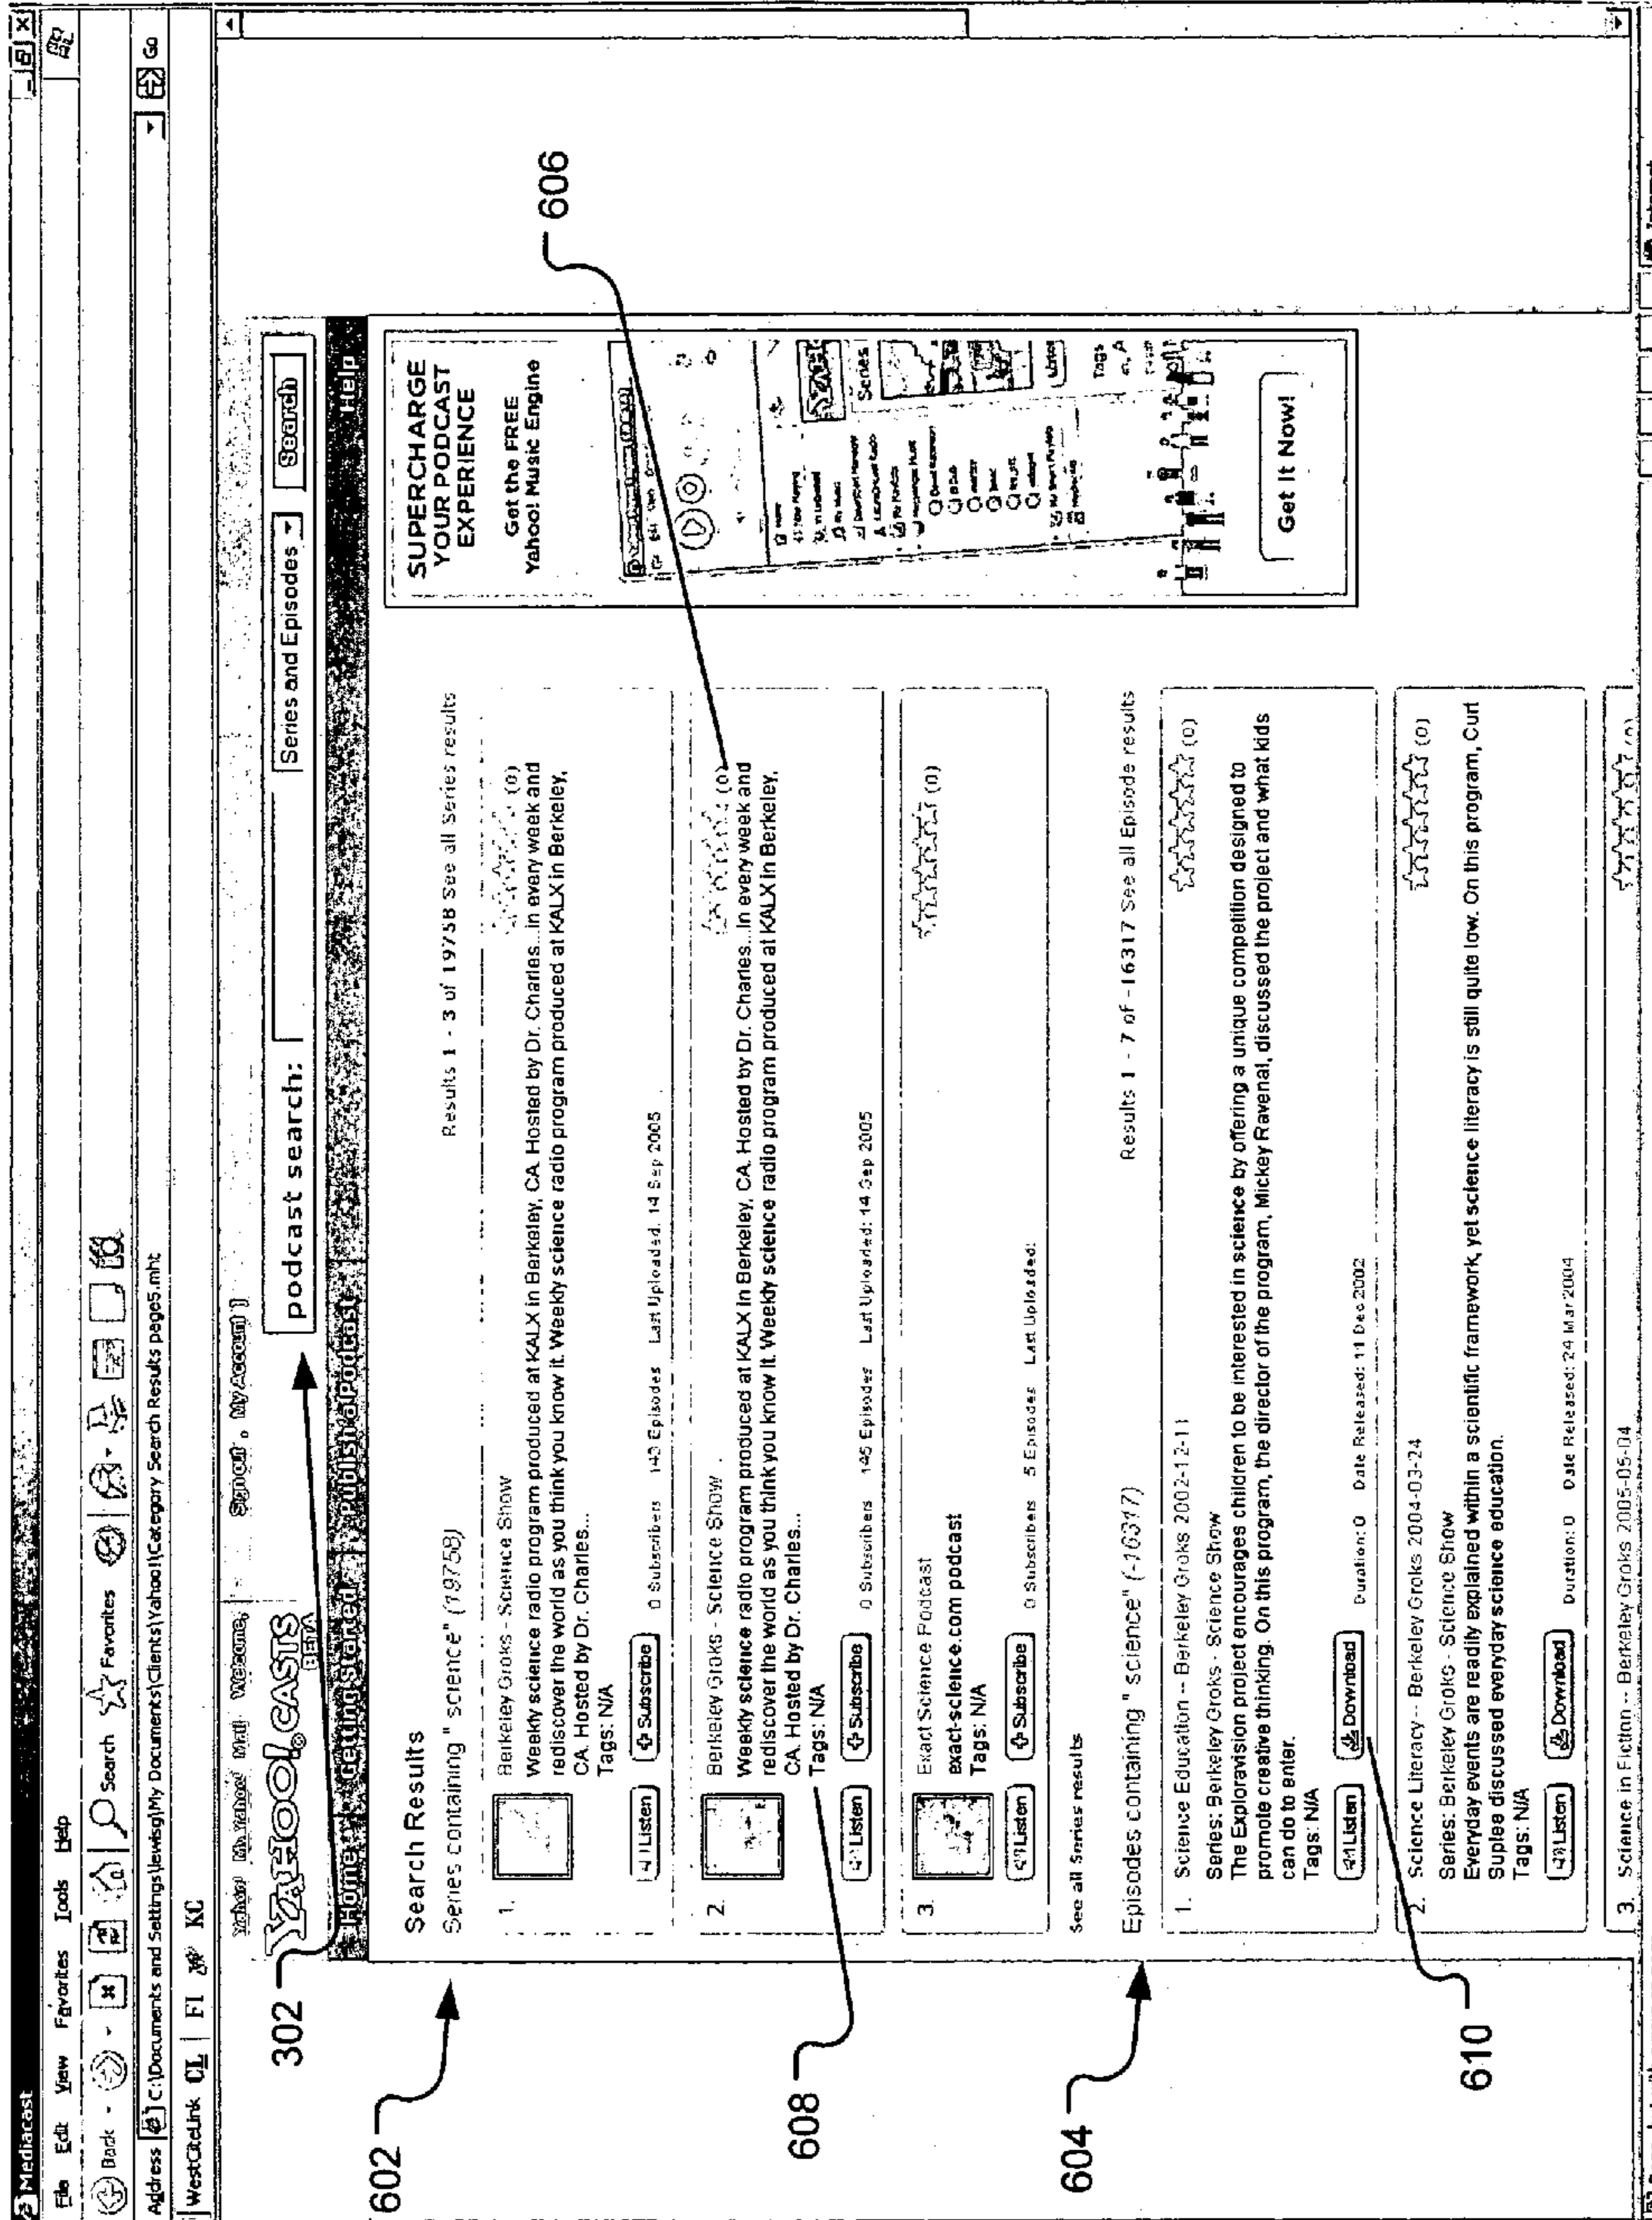 Mediacast
File Edit View Favorites Tools Help
Back Search Favorites
Address C:\Documents and Settings\lewisg\My Documents\Clients\Yahoo!\Category Search Results page5.mht Go
WestCiteLink CL FI KC
Yahoo! My Yahoo! Mail Welcome, Sign out, My Account
YAHOO! CASTS
BETA
podcast search: Series and Episodes Search
302
Home Getting Started Publish a Podcast Help
Search Results
602
Series containing " science" (19758)
Results 1 - 3 of 19758 See all Series results
1. Berkeley Groks - Science Show
(0)
Weekly science radio program produced at KALX in Berkeley, CA. Hosted by Dr. Charles...In every week and
rediscover the world as you think you know it. Weekly science radio program produced at KALX in Berkeley,
CA. Hosted by Dr. Charles...
Tags: N/A
Listen Subscribe 0 Subscribers Episodes Last Uploaded: 14 Sep 2005
2. Berkeley Groks - Science Show
(0)
606
Weekly science radio program produced at KALX in Berkeley, CA. Hosted by Dr. Charles...In every week and
rediscover the world as you think you know it. Weekly science radio program produced at KALX in Berkeley,
CA. Hosted by Dr. Charles...
Tags: N/A
608
Listen Subscribe 0 Subscribers 145 Episodes Last Uploaded: 14 Sep 2005
3. Exact Science Podcast
(0)
exact-science.com podcast
Tags: N/A
Listen Subscribe 0 Subscribers 5 Episodes Last Uploaded:
See all Series results
604
Episodes containing " science" (-16317)
Results 1 - 7 of -16317 See all Episode results
1. Science Education -- Berkeley Groks 2002-12-11
(0)
Series: Berkeley Groks - Science Show
The Exploravision project encourages children to be interested in science by offering a unique competition designed to
promote creative thinking. On this program, the director of the program, Mickey Ravenal, discussed the project and what kids
can do to enter.
Tags: N/A
Listen Download Duration: 0 Date Released: 11 Dec 2002
610
2. Science Literacy -- Berkeley Groks 2004-03-24
(0)
Series: Berkeley Groks - Science Show
Everyday events are readily explained within a scientific framework, yet science literacy is still quite low. On this program, Curt
Suplee discussed everyday science education.
Tags: N/A
Listen Download Duration: 0 Date Released: 24 Mar 2004
3. Science in Fiction -- Berkeley Groks 2005-05-04
(0)
SUPERCHARGE
YOUR PODCAST
EXPERIENCE
Get the FREE
Yahoo! Music Engine
Series
Tags
Get It Now!